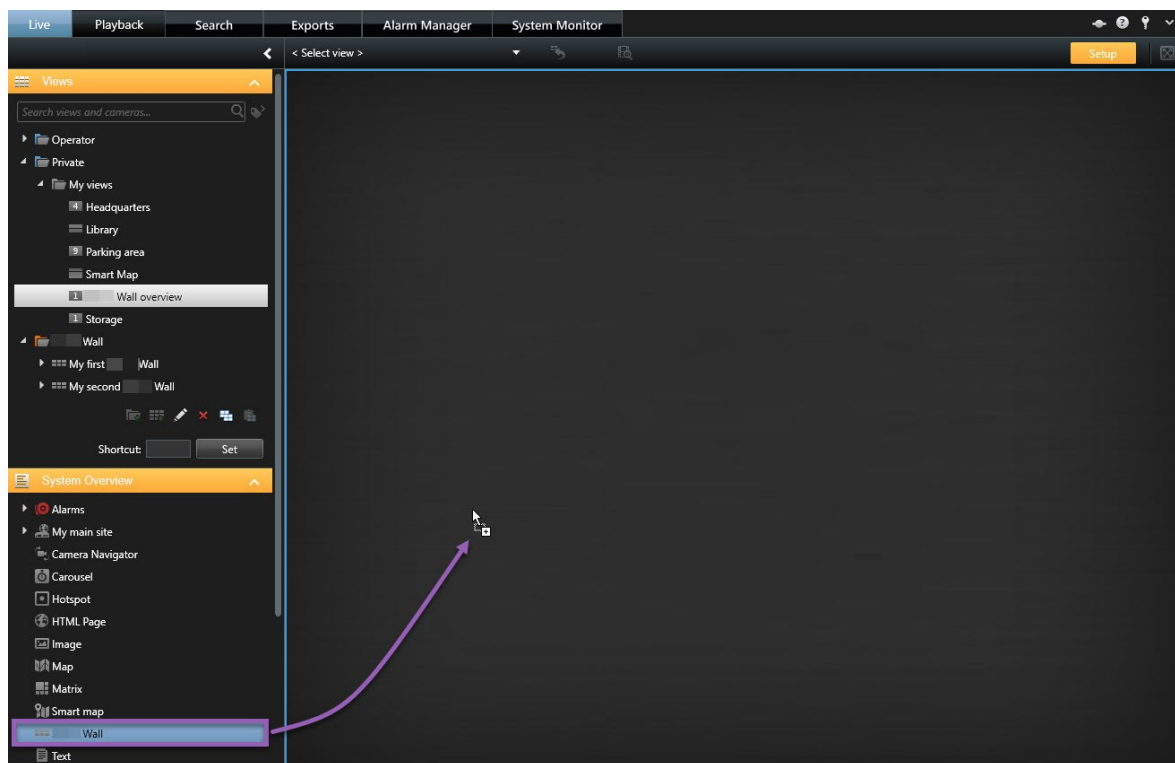 Live Playback Search Exports Alarm Manager System Monitor
< Select view >
Setup
Views
Search views and cameras...
Operator
Private
My views
4 Headquarters
Library
9 Parking area
Smart Map
1 Wall overview
1 Storage
Wall
My first Wall
My second Wall
Shortcut: Set
System Overview
Alarms
My main site
Camera Navigator
Carousel
Hotspot
HTML Page
Image
Map
Matrix
Smart map
Wall
Text